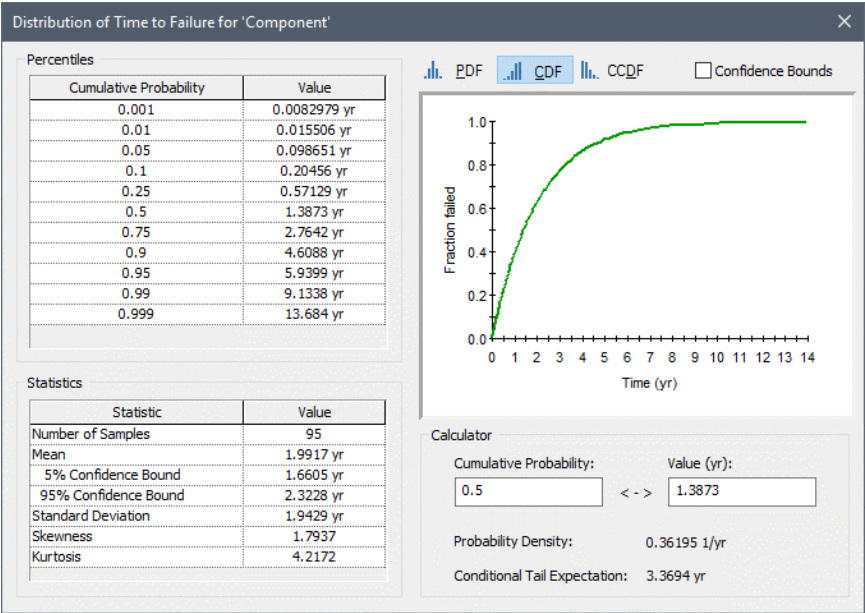 Distribution of Time to Failure for 'Component'
Percentiles
Cumulative Probability Value
0.001 0.0082979 yr
0.01 0.015506 yr
0.05 0.098651 yr
0.1 0.20456 yr
0.25 0.57129 yr
0.5 1.3873 yr
0.75 2.7642 yr
0.9 4.6088 yr
0.95 5.9399 yr
0.99 9.1338 yr
0.999 13.684 yr
Statistics
Statistic Value
Number of Samples 95
Mean 1.9917 yr
5% Confidence Bound 1.6605 yr
95% Confidence Bound 2.3228 yr
Standard Deviation 1.9429 yr
Skewness 1.7937
Kurtosis 4.2172
PDF CDF CCDF Confidence Bounds
Fraction failed
1.0
0.8
0.6
0.4
0.2
0.0
0 1 2 3 4 5 6 7 8 9 10 11 12 13 14
Time (yr)
Calculator
Cumulative Probability: Value (yr):
0.5 < - > 1.3873
Probability Density: 0.36195 1/yr
Conditional Tail Expectation: 3.3694 yr